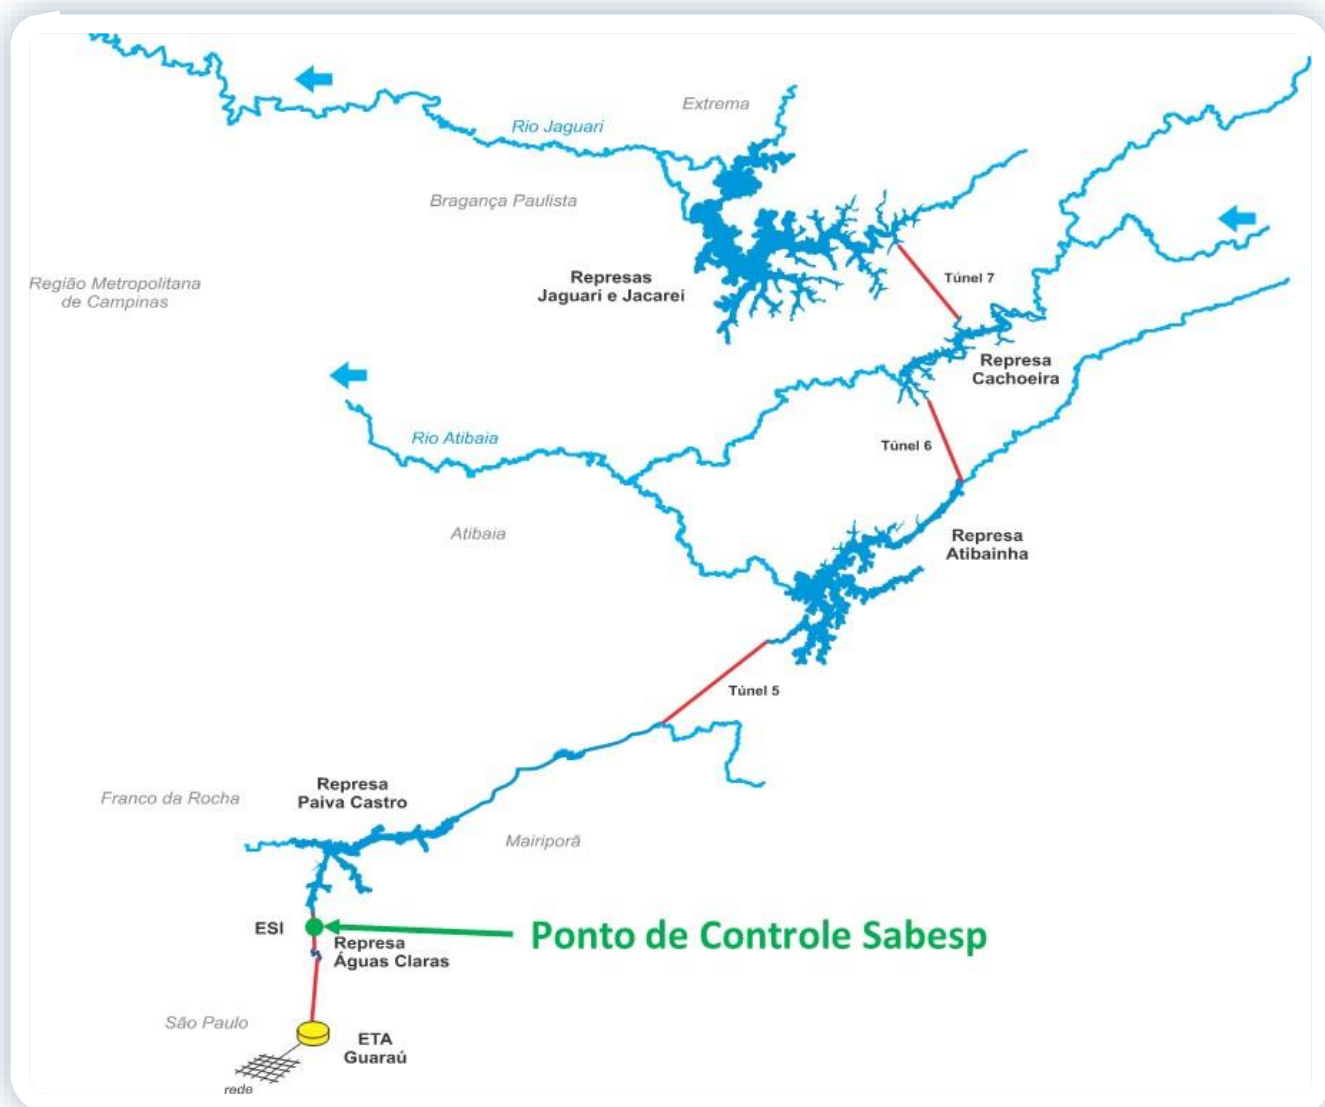 Extrema
Rio Jaguari
Bragança Paulista
Região Metropolitana
de Campinas
Represas
Jaguari e Jacareí
Túnel 7
Represa
Cachoeira
Rio Atibaia
Túnel 6
Atibaia
Represa
Atibainha
Túnel 5
Represa
Paiva Castro
Franco da Rocha
Mairiporã
ESI
Ponto de Controle Sabesp
Represa
Águas Claras
São Paulo
ETA
Guaraú
rede